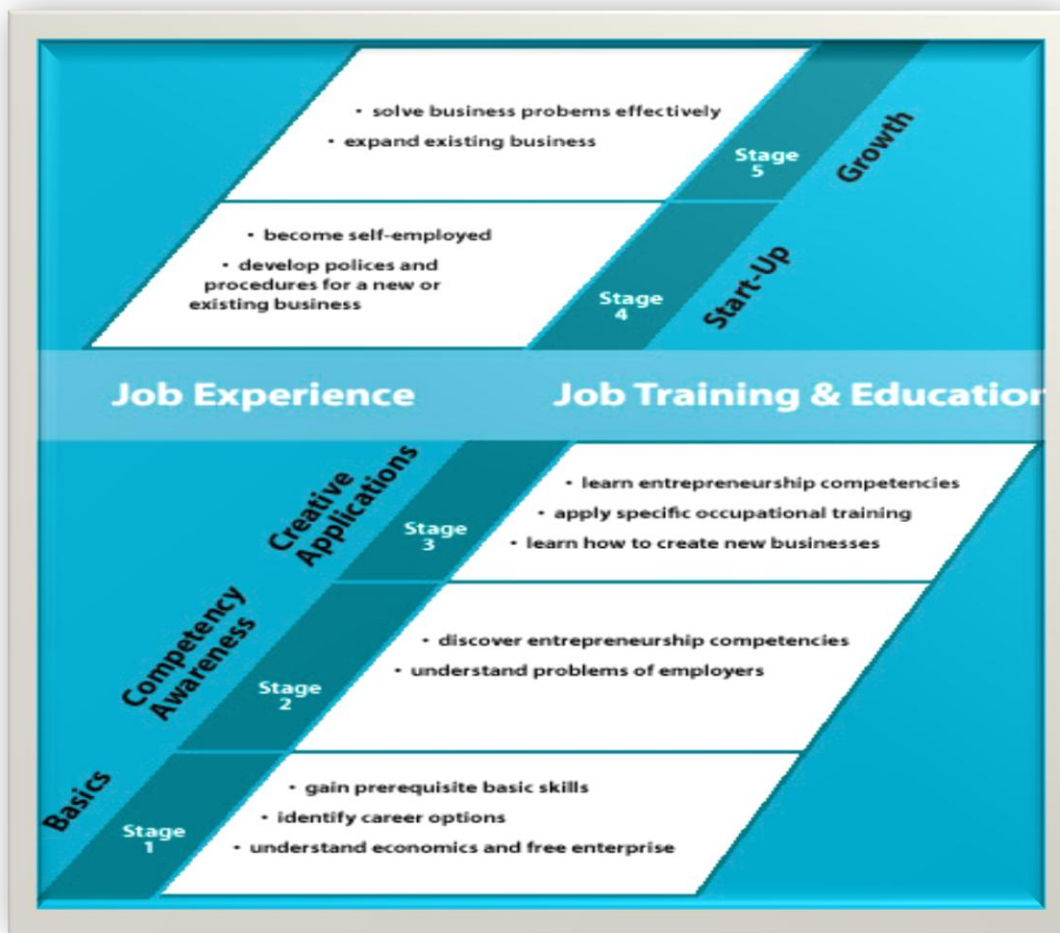 • solve business probems effectively
• expand existing business
Stage
5
Growth
• become self-employed
• develop polices and
procedures for a new or
existing business
Stage
4
Start-Up
Job Experience
Job Training & Education
Creative
Applications
Stage
3
• learn entrepreneurship competencies
• apply specific occupational training
• learn how to create new businesses
Competency
Awareness
Stage
2
• discover entrepreneurship competencies
• understand problems of employers
Basics
Stage
1
• gain prerequisite basic skills
• identify career options
• understand economics and free enterprise